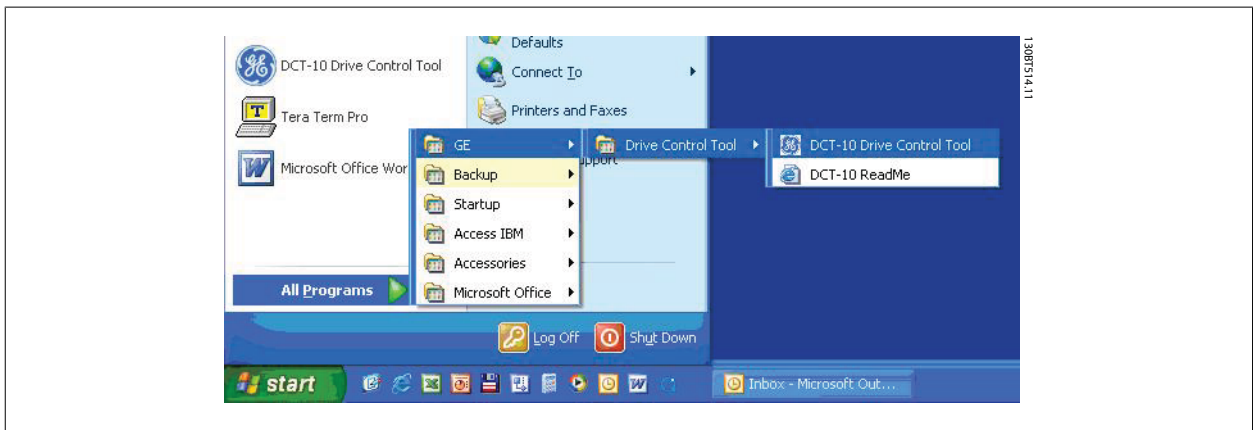 Defaults
DCT-10 Drive Control Tool
Connect To
Tera Term Pro
Printers and Faxes
GE
Drive Control Tool
DCT-10 Drive Control Tool
Microsoft Office Wor
Backup
DCT-10 ReadMe
Startup
Access IBM
Accessories
All Programs
Microsoft Office
Log Off
Shut Down
start
Inbox - Microsoft Out...
130BT514.11